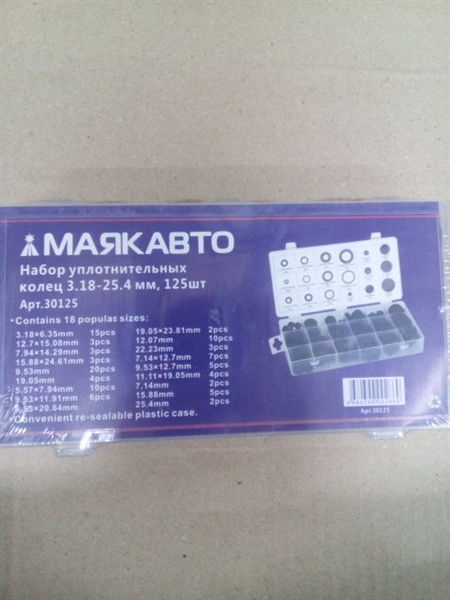 МАЯКАВТО
Набор уплотнительных
колец 3.18-25.4 мм, 125шт
Арт.30125
•Contains 18 populas sizes:
3.18×6.35mm 15pcs 19.05×23.81mm 2pcs
12.7×15.08mm 3pcs 12.07mm 10pcs
7.94×14.29mm 3pcs 22.23mm 3pcs
15.88×24.61mm 3pcs 7.14×12.7mm 7pcs
9.53mm 20pcs 9.53×12.7mm 5pcs
19.05mm 4pcs 11.11×19.05mm 4pcs
5.57×7.94mm 10pcs 7.14mm 2pcs
9.53×11.91mm 6pcs 15.88mm 5pcs
25.4mm 2pcs
Convenient re-sealable plastic case.
Арт.30125